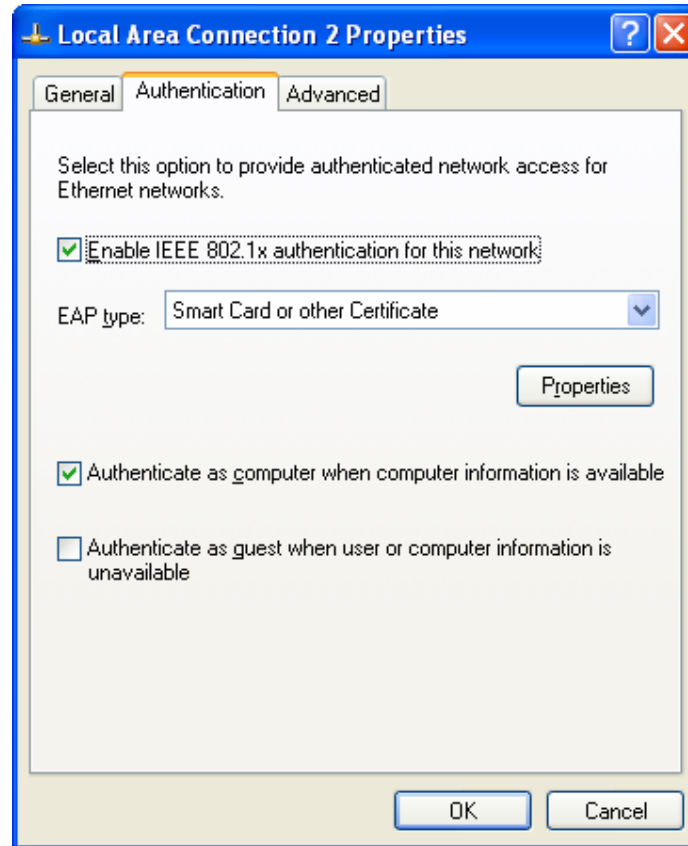 Local Area Connection 2 Properties
?
General Authentication Advanced
Select this option to provide authenticated network access for
Ethernet networks.
Enable IEEE 802.1x authentication for this network
EAP type: Smart Card or other Certificate
Properties
Authenticate as computer when computer information is available
Authenticate as guest when user or computer information is
unavailable
OK Cancel